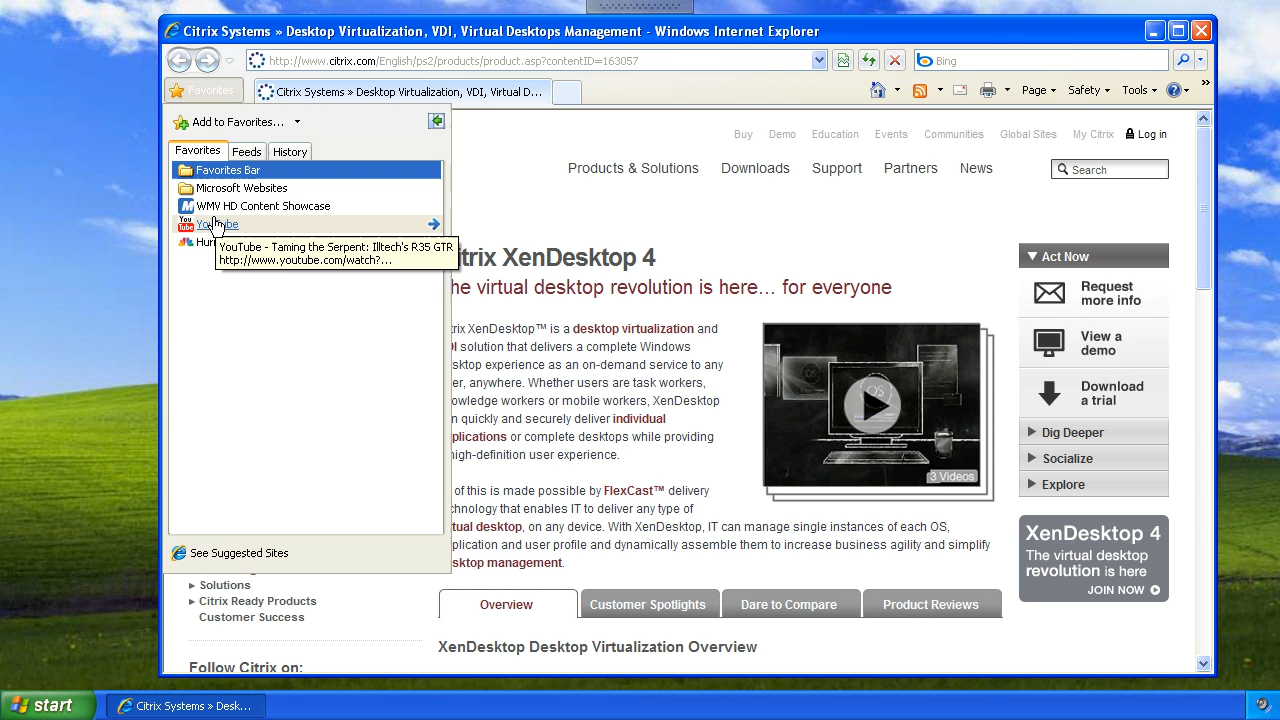 Citrix Systems » Desktop Virtualization, VDI, Virtual Desktops Management - Windows Internet Explorer
http://www.citrix.com/English/ps2/products/product.asp?contentID=163057
Bing
Favorites
Citrix Systems » Desktop Virtualization, VDI, Virtual D...
Page
Safety
Tools
»
Add to Favorites...
Favorites
Feeds
History
Favorites Bar
Microsoft Websites
WMV HD Content Showcase
YouTube
YouTube - Taming the Serpent: Illtech's R35 GTR
http://www.youtube.com/watch?...
See Suggested Sites
Buy
Demo
Education
Events
Communities
Global Sites
My Citrix
Log in
Products & Solutions
Downloads
Support
Partners
News
Search
itrix XenDesktop 4
he virtual desktop revolution is here... for everyone
rix XenDesktop™ is a desktop virtualization and
I solution that delivers a complete Windows
sktop experience as an on-demand service to any
er, anywhere. Whether users are task workers,
owledge workers or mobile workers, XenDesktop
n quickly and securely deliver individual
plications or complete desktops while providing
igh-definition user experience.
of this is made possible by FlexCast™ delivery
chnology that enables IT to deliver any type of
rtual desktop, on any device. With XenDesktop, IT can manage single instances of each OS,
plication and user profile and dynamically assemble them to increase business agility and simplify
sktop management.
OS
3 Videos
Act Now
Request
more info
View a
demo
Download
a trial
Dig Deeper
Socialize
Explore
XenDesktop 4
The virtual desktop
revolution is here
JOIN NOW
Solutions
Citrix Ready Products
Customer Success
Follow Citrix on:
Overview
Customer Spotlights
Dare to Compare
Product Reviews
XenDesktop Desktop Virtualization Overview
start
Citrix Systems » Desk...